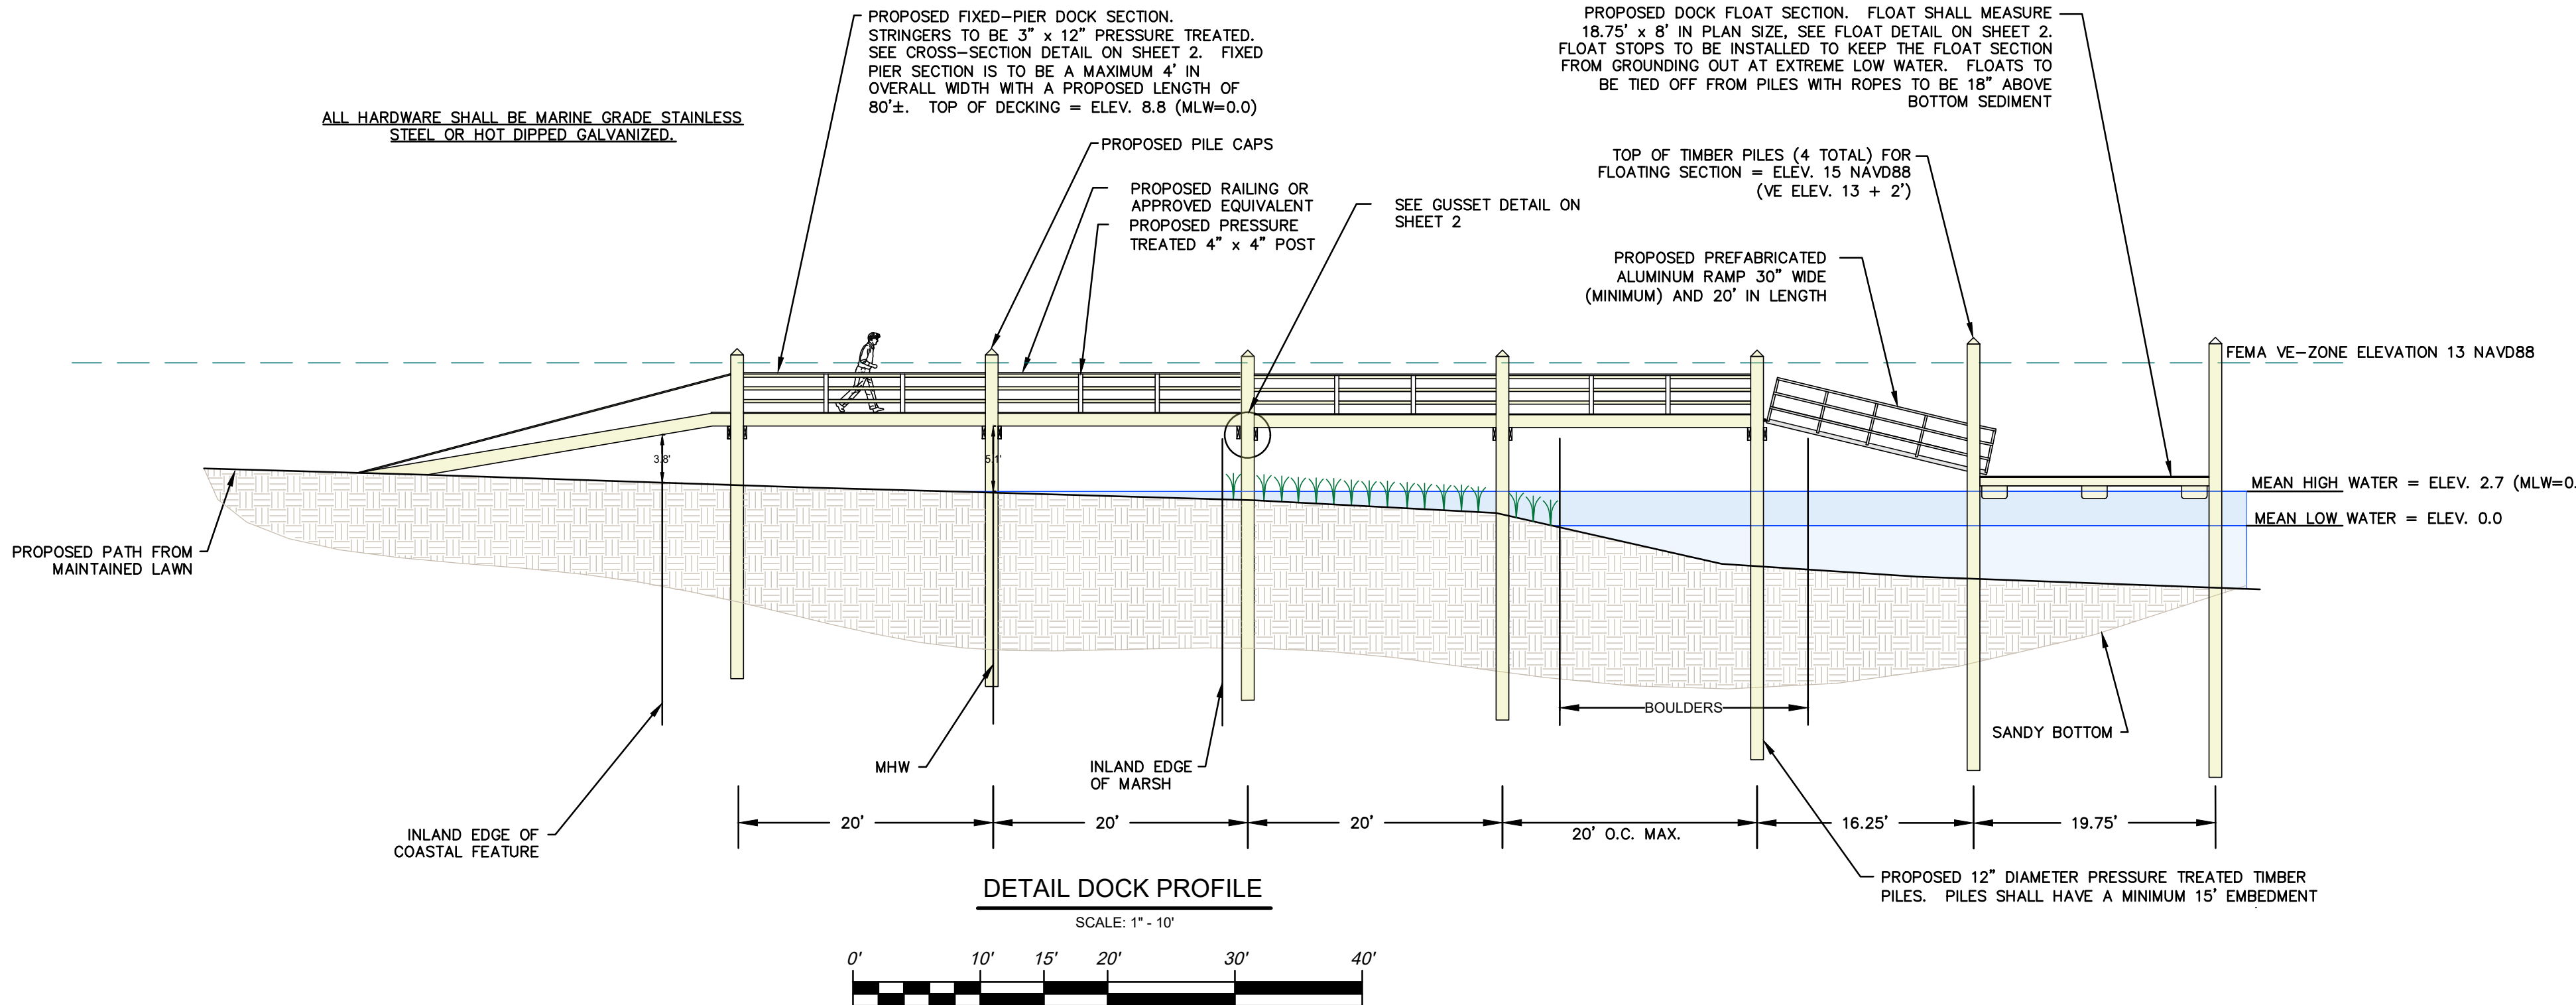 PROPOSED FIXED-PIER DOCK SECTION.
STRINGERS TO BE 3" x 12" PRESSURE TREATED.
SEE CROSS-SECTION DETAIL ON SHEET 2. FIXED
PIER SECTION IS TO BE A MAXIMUM 4' IN
OVERALL WIDTH WITH A PROPOSED LENGTH OF
80'±. TOP OF DECKING = ELEV. 8.8 (MLW=0.0)
PROPOSED DOCK FLOAT SECTION. FLOAT SHALL MEASURE
18.75' x 8' IN PLAN SIZE, SEE FLOAT DETAIL ON SHEET 2.
FLOAT STOPS TO BE INSTALLED TO KEEP THE FLOAT SECTION
FROM GROUNDING OUT AT EXTREME LOW WATER. FLOATS TO
BE TIED OFF FROM PILES WITH ROPES TO BE 18" ABOVE
BOTTOM SEDIMENT
ALL HARDWARE SHALL BE MARINE GRADE STAINLESS
STEEL OR HOT DIPPED GALVANIZED.
PROPOSED PILE CAPS
PROPOSED RAILING OR
APPROVED EQUIVALENT
PROPOSED PRESSURE
TREATED 4" x 4" POST
SEE GUSSET DETAIL ON
SHEET 2
TOP OF TIMBER PILES (4 TOTAL) FOR
FLOATING SECTION = ELEV. 15 NAVD88
(VE ELEV. 13 + 2')
PROPOSED PREFABRICATED
ALUMINUM RAMP 30" WIDE
(MINIMUM) AND 20' IN LENGTH
FEMA VE-ZONE ELEVATION 13 NAVD88
3.8'
5.1'
MEAN HIGH WATER = ELEV. 2.7 (MLW=0.
MEAN LOW WATER = ELEV. 0.0
PROPOSED PATH FROM
MAINTAINED LAWN
BOULDERS
SANDY BOTTOM
MHW
INLAND EDGE
OF MARSH
INLAND EDGE OF
COASTAL FEATURE
20'
20'
20'
20' O.C. MAX.
16.25'
19.75'
PROPOSED 12" DIAMETER PRESSURE TREATED TIMBER
PILES. PILES SHALL HAVE A MINIMUM 15' EMBEDMENT
DETAIL DOCK PROFILE
SCALE: 1" - 10'
0' 10' 15' 20' 30' 40'